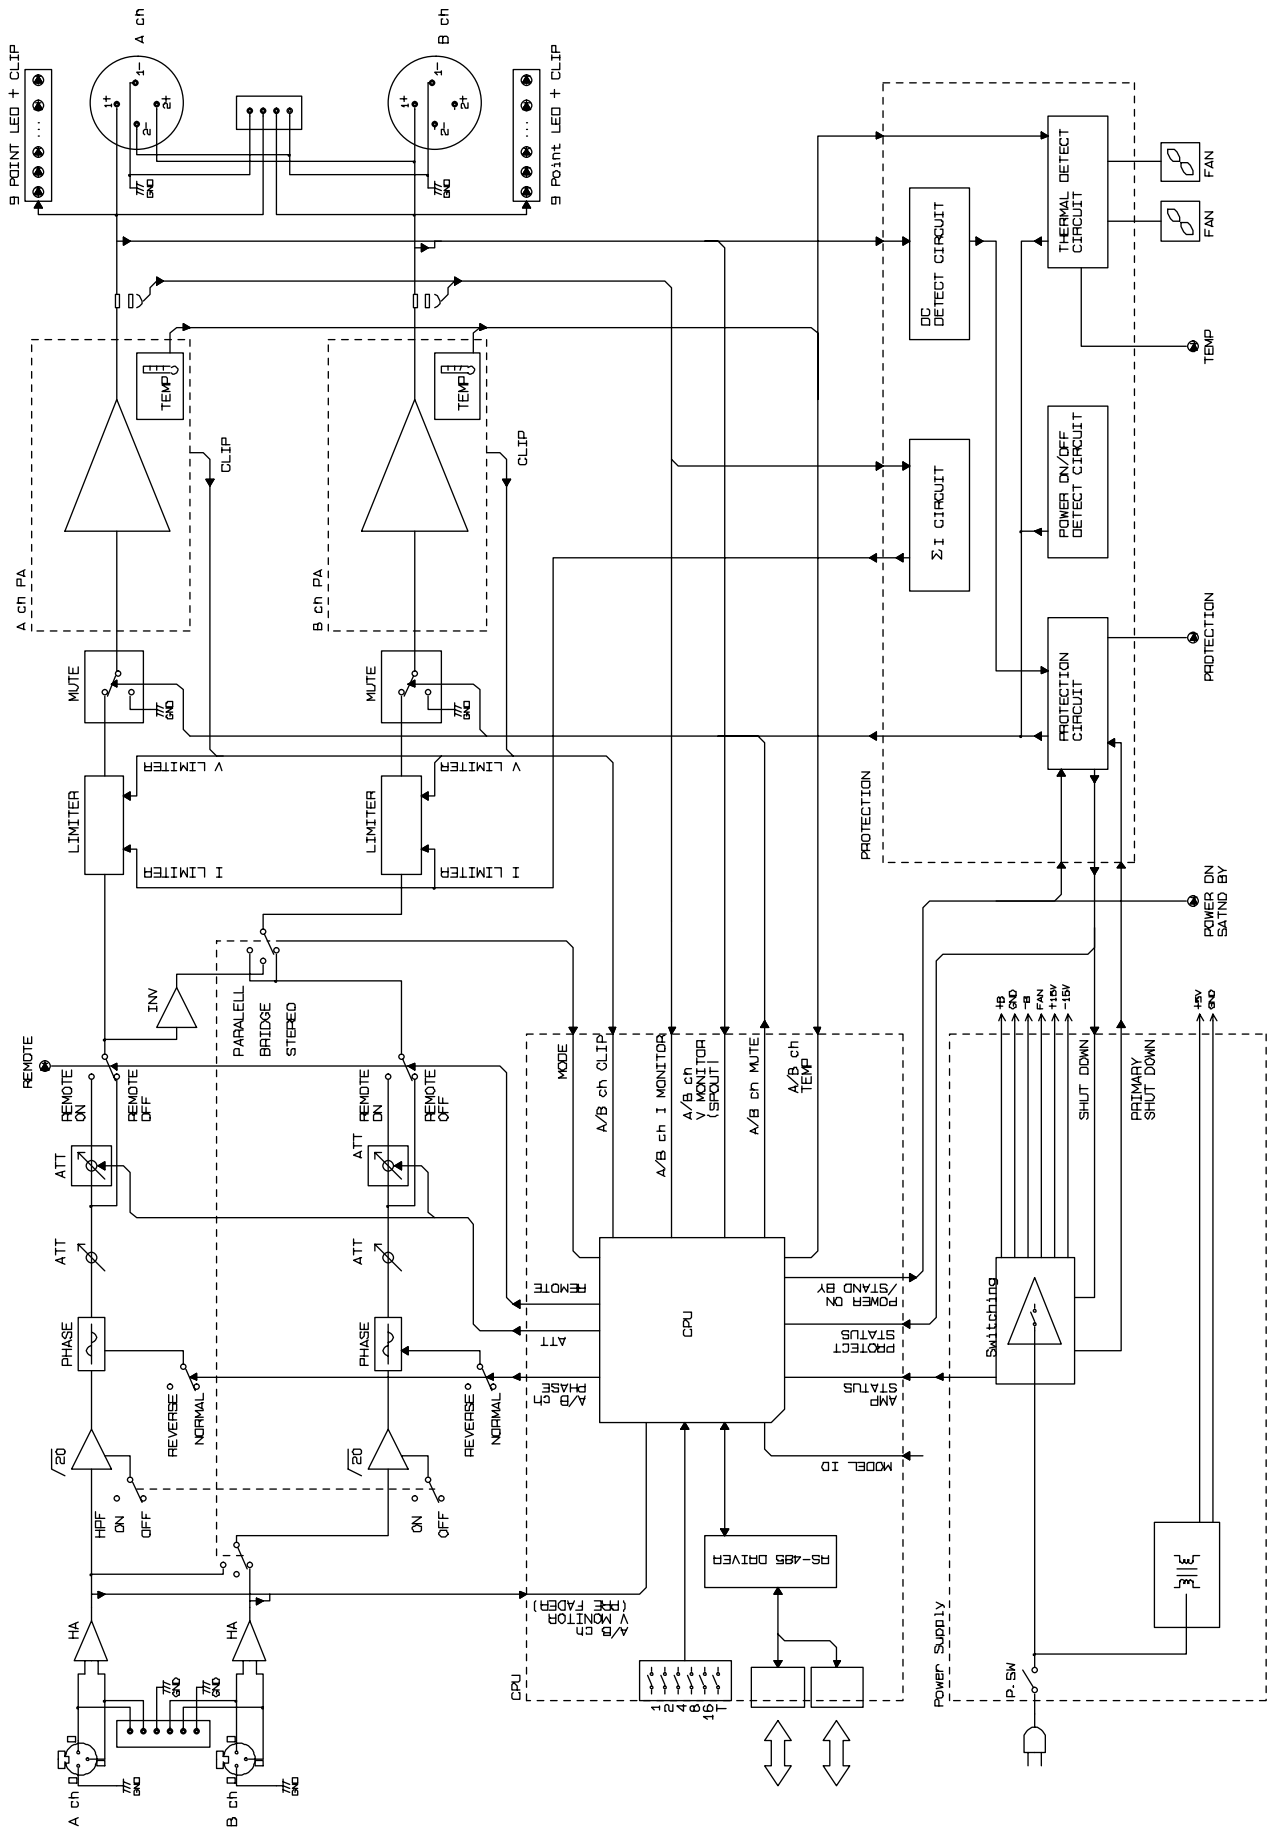 A ch
HA
HPF
ON
OFF
/20
PHASE
REVERSE
NORMAL
ATT
ATT
REMOTE
REMOTE
ON
REMOTE
OFF
INV
PARALELL
BRIDGE
STEREO
LIMITER
I LIMITER
V LIMITER
MUTE
GND
A ch PA
TEMP
CLIP
GND
1+
1-
2+
2-
A ch
9 POINT LED + CLIP
GND
GND
GND
B ch
HA
GND
ON
OFF
/20
PHASE
REVERSE
NORMAL
ATT
ATT
REMOTE
ON
REMOTE
OFF
LIMITER
I LIMITER
V LIMITER
MUTE
GND
B ch PA
TEMP
CLIP
GND
1+
1-
2+
2-
B ch
9 Point LED + CLIP
CPU
A/B ch
V MONITOR
(PRE FADER)
A/B ch
PHASE
ATT
REMOTE
MODE
A/B ch CLIP
A/B ch I MONITOR
A/B ch
V MONITOR
(SPOUT)
A/B ch MUTE
A/B ch
TEMP
CPU
1
2
4
8
16
T
RS-485 DRIVER
MODEL ID
AMP
STATUS
PROTECT
STATUS
POWER ON
/STAND BY
PROTECTION
PROTECTION
CIRCUIT
ΣI CIRCUIT
DC
DETECT CIRCUIT
POWER ON/OFF
DETECT CIRCUIT
THERMAL DETECT
CIRCUIT
FAN
FAN
TEMP
PROTECTION
POWER ON
SATND BY
Power Supply
P.SW
Switching
+B
GND
-B
FAN
+15V
-15V
SHUT DOWN
PRIMARY
SHUT DOWN
+5V
GND